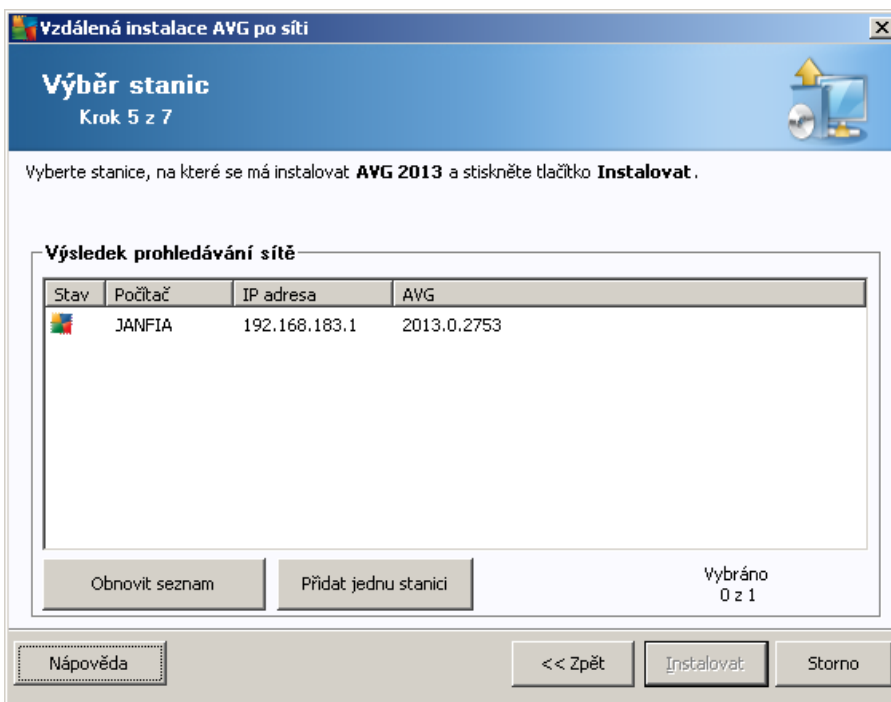 Vzdálená instalace AVG po síti
Výběr stanic
Krok 5 z 7
Vyberte stanice, na které se má instalovat AVG 2013 a stiskněte tlačítko Instalovat.
Výsledek prohledávání sítě
Stav Počítač IP adresa AVG
JANFIA 192.168.183.1 2013.0.2753
Obnovit seznam Přidat jednu stanici Vybráno
0 z 1
Nápověda << Zpět Instalovat Storno